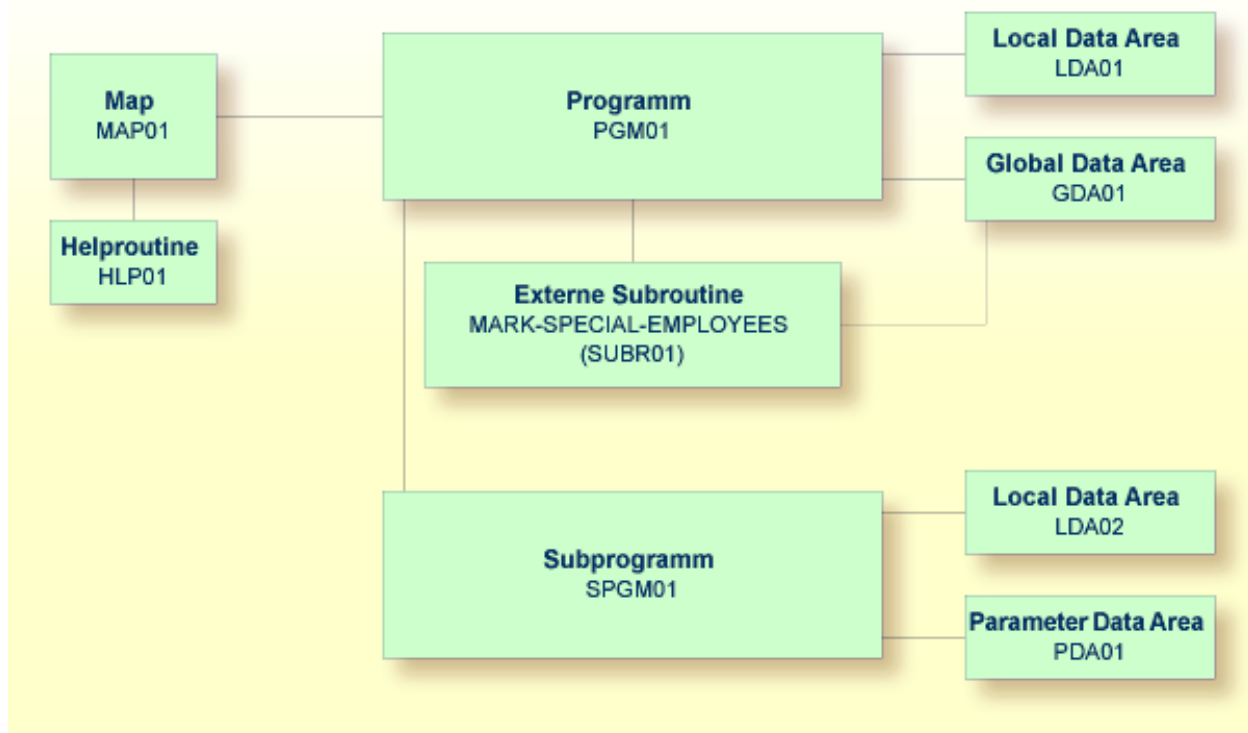 Map
MAP01
Helproutine
HLP01
Programm
PGM01
Local Data Area
LDA01
Global Data Area
GDA01
Externe Subroutine
MARK-SPECIAL-EMPLOYEES
(SUBR01)
Subprogramm
SPGM01
Local Data Area
LDA02
Parameter Data Area
PDA01